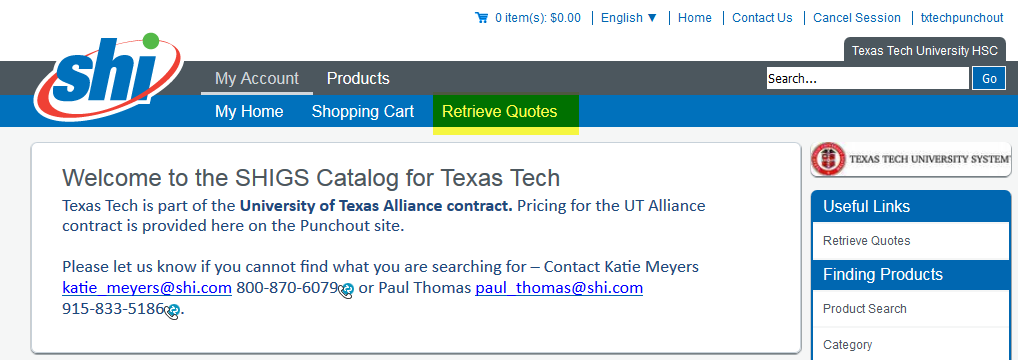 0 item(s): $0.00 English ▼ Home Contact Us Cancel Session txtechpunchout
Texas Tech University HSC
shi
My Account Products
Search... Go
My Home Shopping Cart Retrieve Quotes
TEXAS TECH UNIVERSITY SYSTEM
Welcome to the SHIGS Catalog for Texas Tech
Texas Tech is part of the University of Texas Alliance contract. Pricing for the UT Alliance
contract is provided here on the Punchout site.
Please let us know if you cannot find what you are searching for – Contact Katie Meyers
katie_meyers@shi.com 800-870-6079 or Paul Thomas paul_thomas@shi.com
915-833-5186.
Useful Links
Retrieve Quotes
Finding Products
Product Search
Category